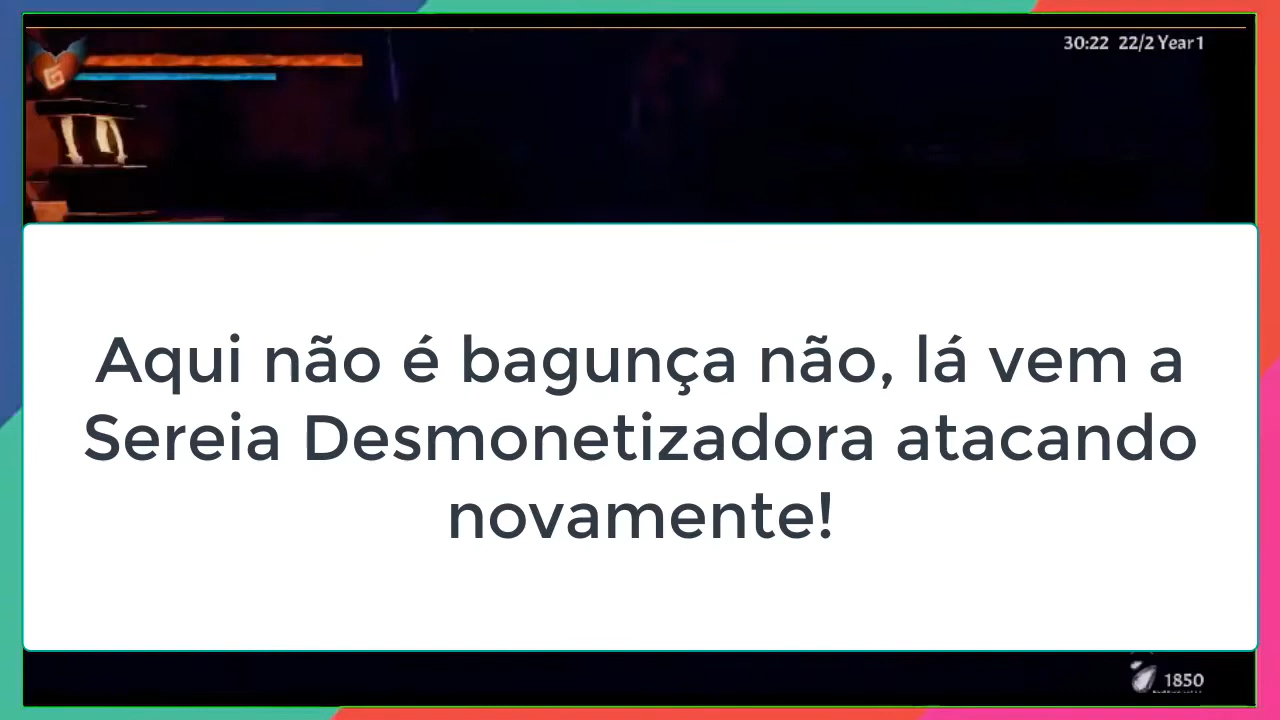 30:22 22/2 Year 1
Aqui não é bagunça não, lá vem a
Sereia Desmonetizadora atacando
novamente!
1850